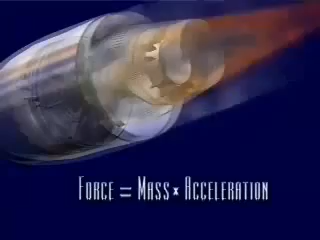 Force = Mass x Acceleration